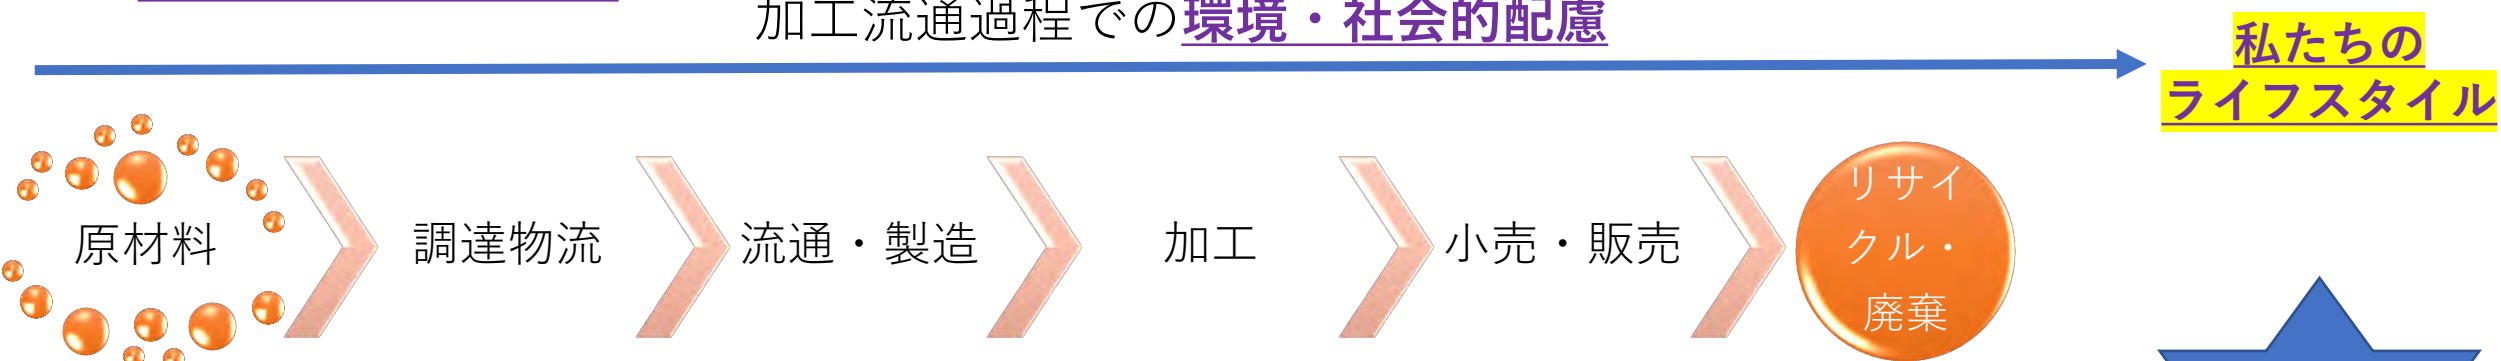 加工流通過程での環境・社会的配慮
私たちの
ライフスタイル
原材料
調達物流
流通・製造
加工
小売・販売
リサイ
クル・
廃棄